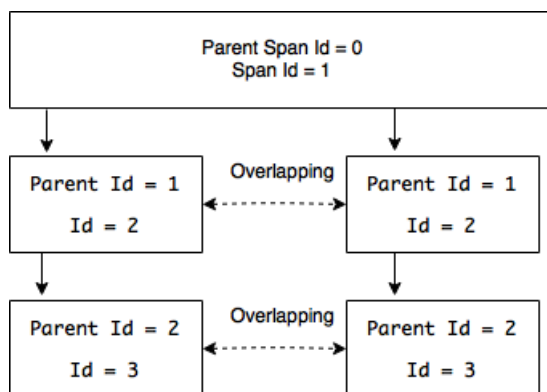 Parent Span Id = 0
Span Id = 1
Parent Id = 1
Id = 2
Overlapping
Parent Id = 1
Id = 2
Parent Id = 2
Id = 3
Overlapping
Parent Id = 2
Id = 3